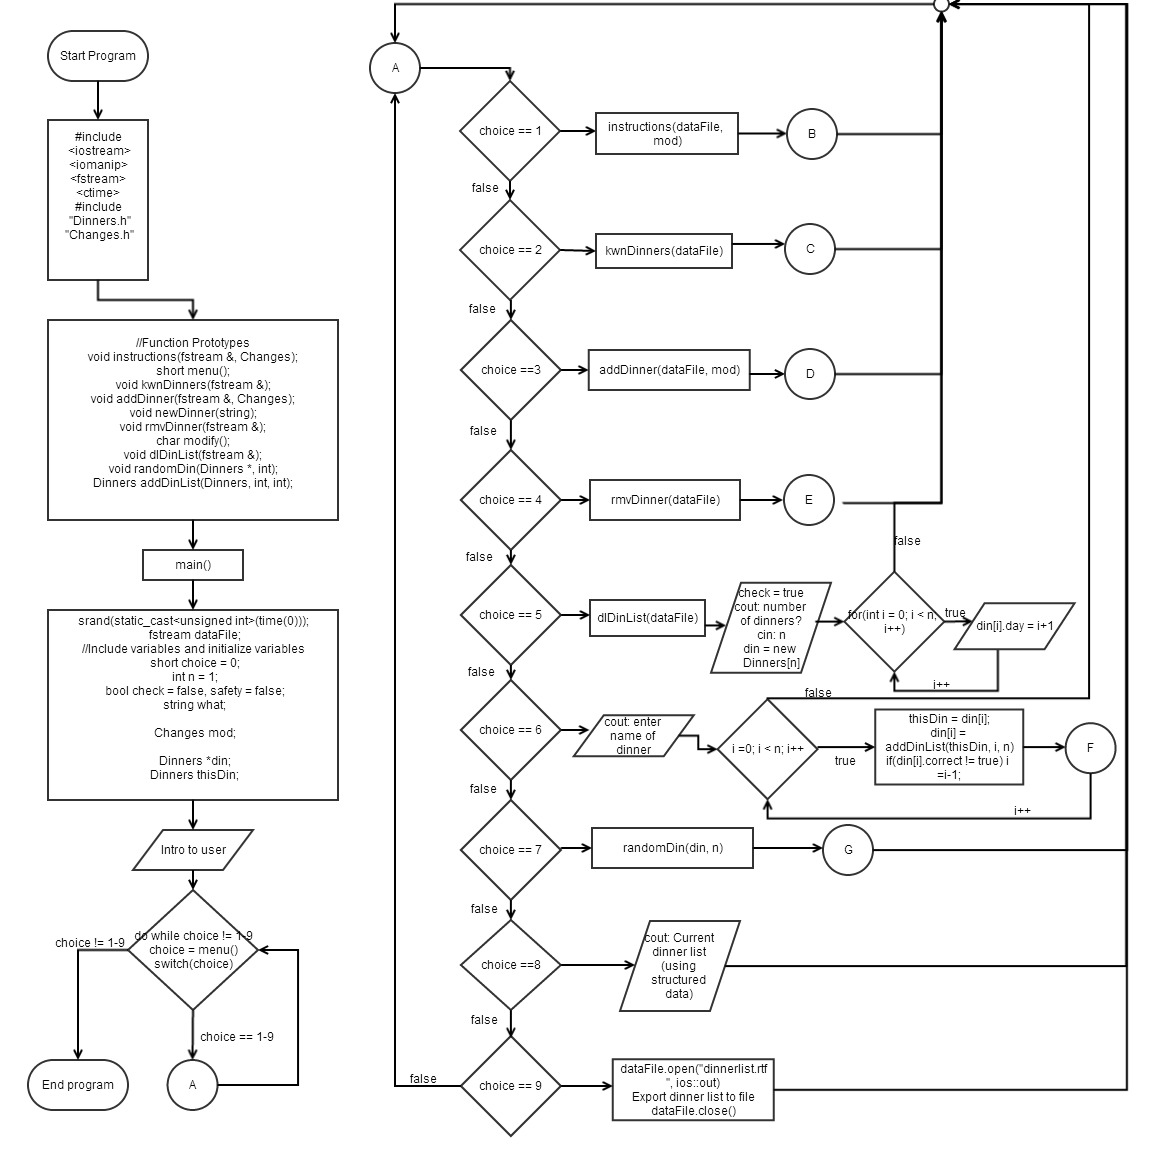 Start Program
#include
<iostream>
<iomanip>
<fstream>
<ctime>
#include
"Dinners.h"
"Changes.h"
//Function Prototypes
void instructions(fstream &, Changes);
short menu();
void kwnDinners(fstream &);
void addDinner(fstream &, Changes);
void newDinner(string);
void rmvDinner(fstream &);
char modify();
void dlDinList(fstream &);
void randomDin(Dinners *, int);
Dinners addDinList(Dinners, int, int);
main()
srand(static_cast<unsigned int>(time(0)));
fstream dataFile;
//Include variables and initialize variables
short choice = 0;
int n = 1;
bool check = false, safety = false;
string what;
Changes mod;
Dinners *din;
Dinners thisDin;
Intro to user
choice != 1-9
do while choice != 1-9
choice = menu()
switch(choice)
choice == 1-9
End program
A
A
choice == 1
instructions(dataFile,
mod)
B
false
choice == 2
kwnDinners(dataFile)
C
false
choice ==3
addDinner(dataFile, mod)
D
false
choice == 4
rmvDinner(dataFile)
E
false
false
choice == 5
dlDinList(dataFile)
check = true
cout: number
of dinners?
cin: n
din = new
Dinners[n]
for(int i = 0; i < n;
i++)
true
din[i].day = i+1
i++
false
false
choice == 6
cout: enter
name of
dinner
i =0; i < n; i++
true
thisDin = din[i];
din[i] =
addDinList(thisDin, i, n)
if(din[i].correct != true) i
=i-1;
F
i++
false
choice == 7
randomDin(din, n)
G
false
choice ==8
cout: Current
dinner list
(using
structured
data)
false
choice == 9
false
dataFile.open("dinnerlist.rtf
", ios::out)
Export dinner list to file
dataFile.close()